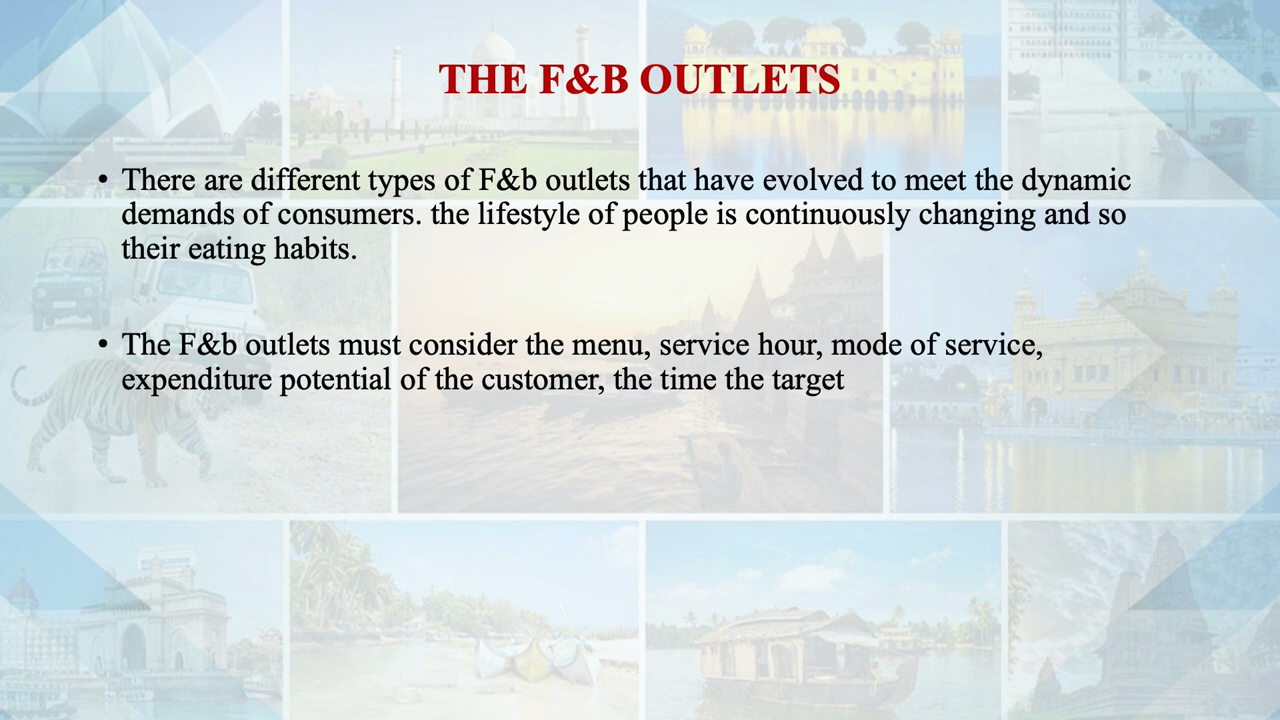 THE F&B OUTLETS
• There are different types of F&b outlets that have evolved to meet the dynamic
demands of consumers. the lifestyle of people is continuously changing and so
their eating habits.
• The F&b outlets must consider the menu, service hour, mode of service,
expenditure potential of the customer, the time the target